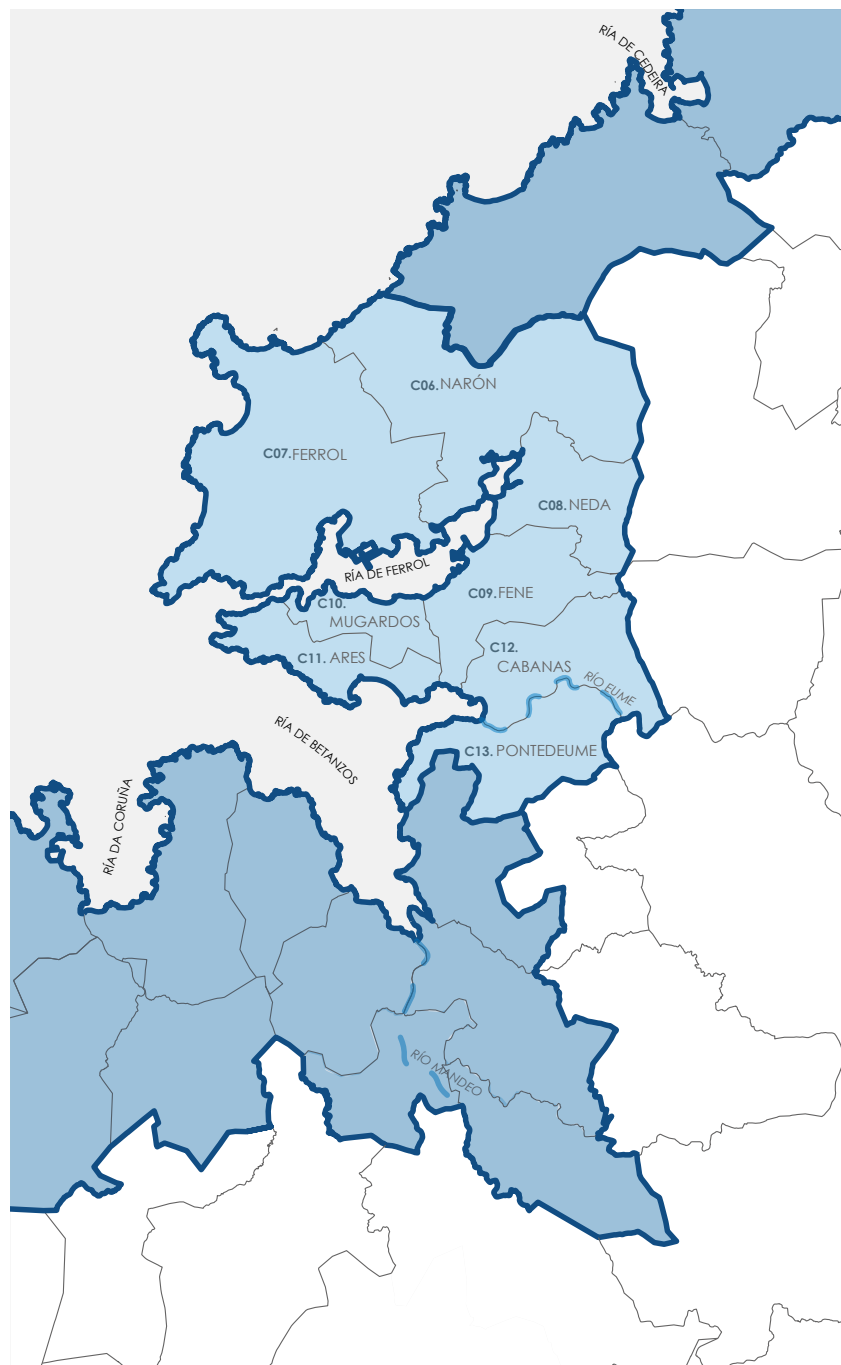 RÍA DE CEDEIRA
C06. NARÓN
C07. FERROL
C08. NEDA
RÍA DE FERROL
C09. FENE
C10.
MUGARDOS
C11. ARES
C12.
CABANAS
RÍO EUME
RÍA DE BETANZOS
C13. PONTEDEUME
RÍA DA CORUÑA
RÍO MANDEO